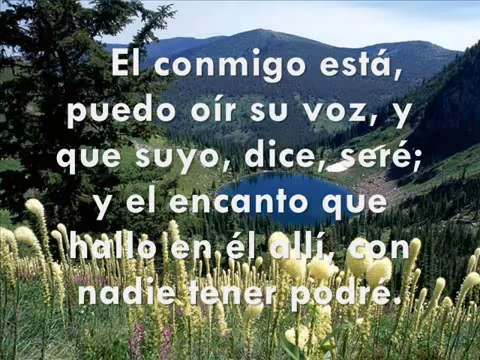 El conmigo está,
puedo oír su voz, y
que suyo, dice, seré;
y el encanto que
hallo en él allí, con
nadie tener podré.